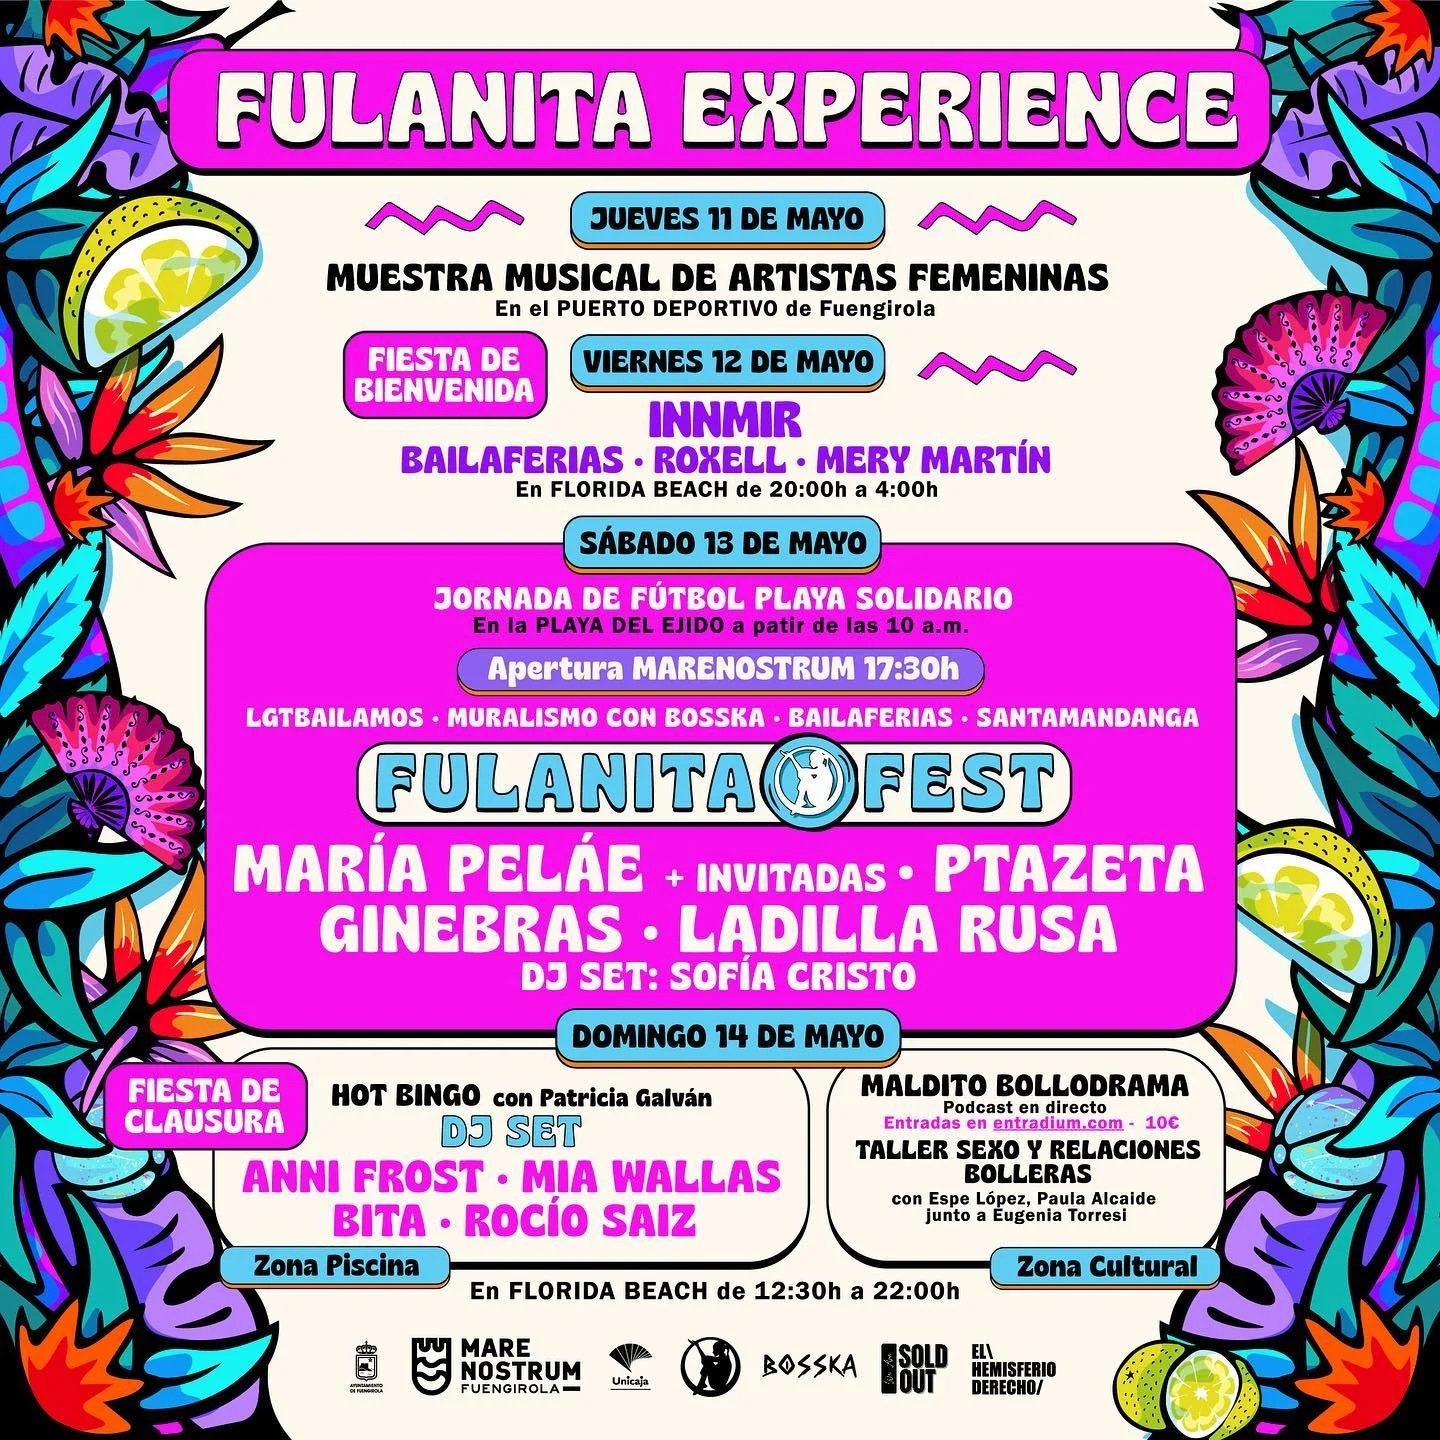 FULANITA EXPERIENCE
JUEVES 11 DE MAYO
MUESTRA MUSICAL DE ARTISTAS FEMENINAS
En el PUERTO DEPORTIVO de Fuengirola
FIESTA DE
BIENVENIDA
VIERNES 12 DE MAYO
INNMIR
BAILAFERIAS · ROXELL · MERY MARTÍN
En FLORIDA BEACH de 20:00h a 4:00h
SÁBADO 13 DE MAYO
JORNADA DE FÚTBOL PLAYA SOLIDARIO
En la PLAYA DEL EJIDO a patir de las 10 a.m.
Apertura MARENOSTRUM 17:30h
LGTBAILAMOS · MURALISMO CON BOSSKA · BAILAFERIAS · SANTAMANDANGA
FULANITA FEST
MARÍA PELÁE + INVITADAS · PTAZETA
GINEBRAS · LADILLA RUSA
DJ SET: SOFÍA CRISTO
DOMINGO 14 DE MAYO
FIESTA DE
CLAUSURA
HOT BINGO con Patricia Galván
DJ SET
ANNI FROST · MIA WALLAS
BITA · ROCÍO SAIZ
Zona Piscina
MALDITO BOLLODRAMA
Podcast en directo
Entradas en entradium.com - 10€
TALLER SEXO Y RELACIONES
BOLLERAS
con Espe López, Paula Alcaide
junto a Eugenia Torresi
Zona Cultural
En FLORIDA BEACH de 12:30h a 22:00h
AYUNTAMIENTO
DE FUENGIROLA
MARE
NOSTRUM
FUENGIROLA
Unicaja
BOSSKA
SOLD
OUT
EL\
HEMISFERIO
DERECHO/